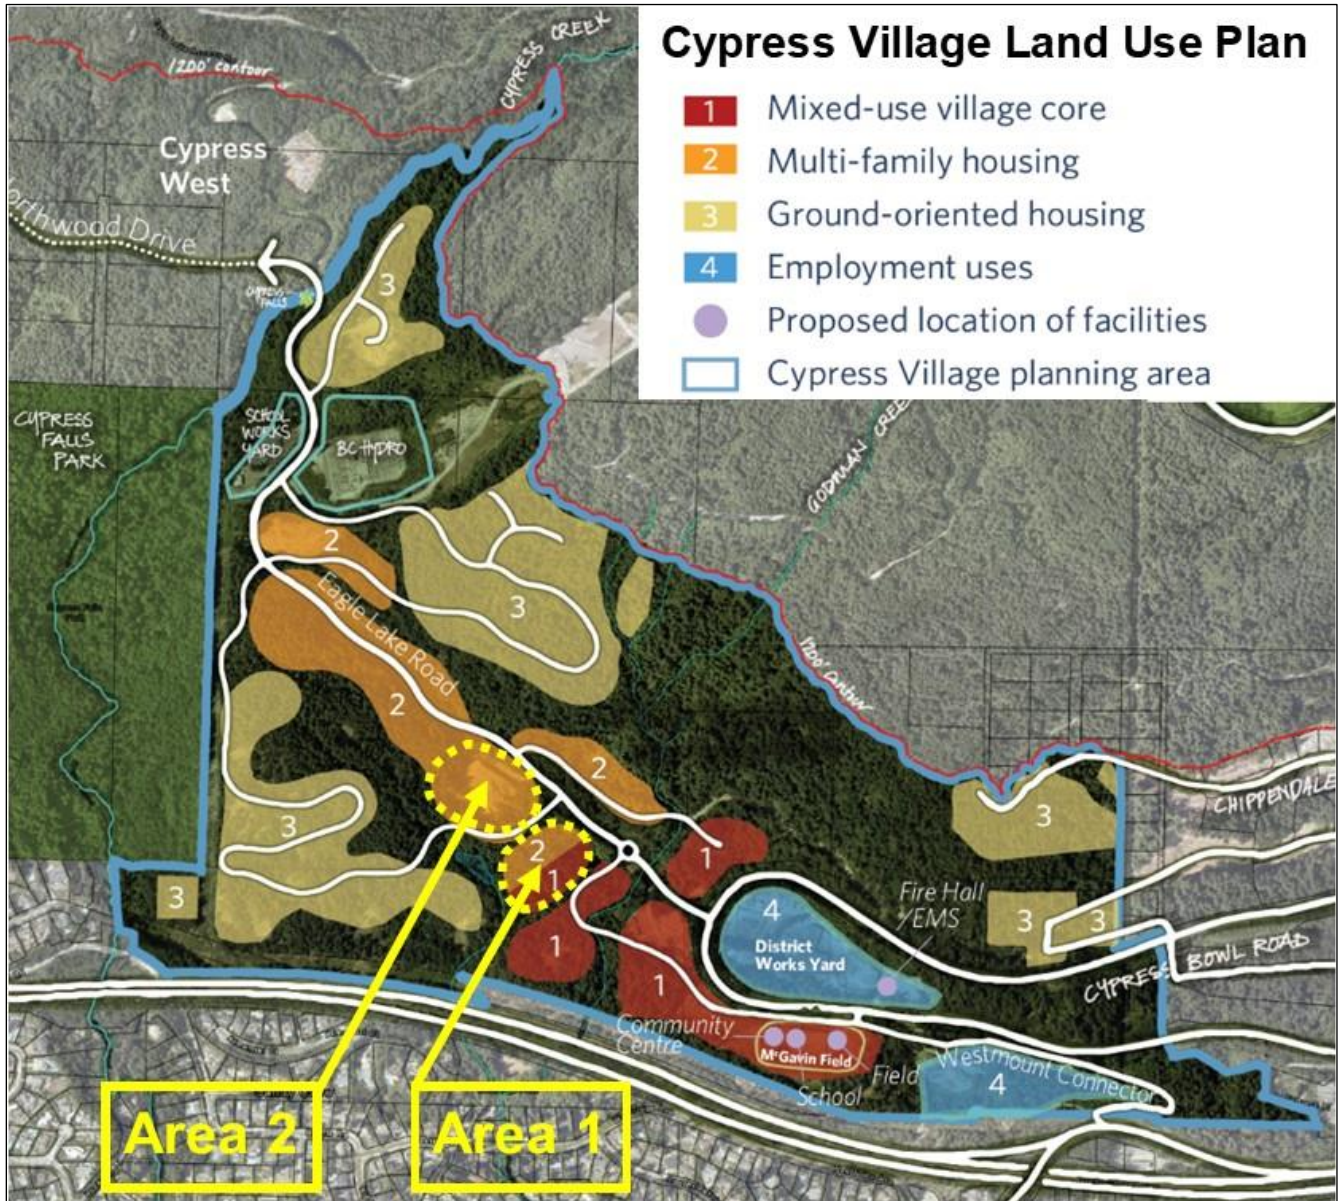 Cypress Village Land Use Plan
1 Mixed-use village core
2 Multi-family housing
3 Ground-oriented housing
4 Employment uses
Proposed location of facilities
Cypress Village planning area
CYPRESS CREEK
1200' contour
Cypress
West
orthwood Drive
CYPRESS
FALLS
3
CYPRESS
FALLS
PARK
SCHOOL
WORKS
YARD
BC HYDRO
GODMAN CREE
2
3
Eagle Lake Road
2
1200' contour
2
3
3
CHIPPENDALE
2
1
1
3
1
1
4
District
Works Yard
Fire Hall
/EMS
3
3
CYPRESS BOWL ROAD
Community
Centre
McGavin Field
Field
School
Westmount Connector
4
Area 2
Area 1